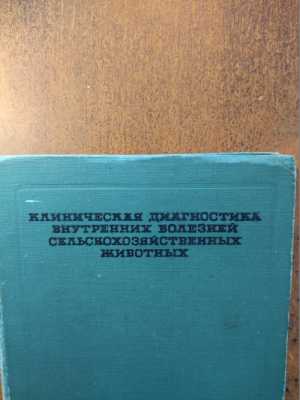 КЛИНИЧЕСКАЯ ДИАГНОСТИКА
ВНУТРЕННИХ БОЛЕЗНЕЙ
СЕЛЬСКОХОЗЯЙСТВЕННЫХ
ЖИВОТНЫХ